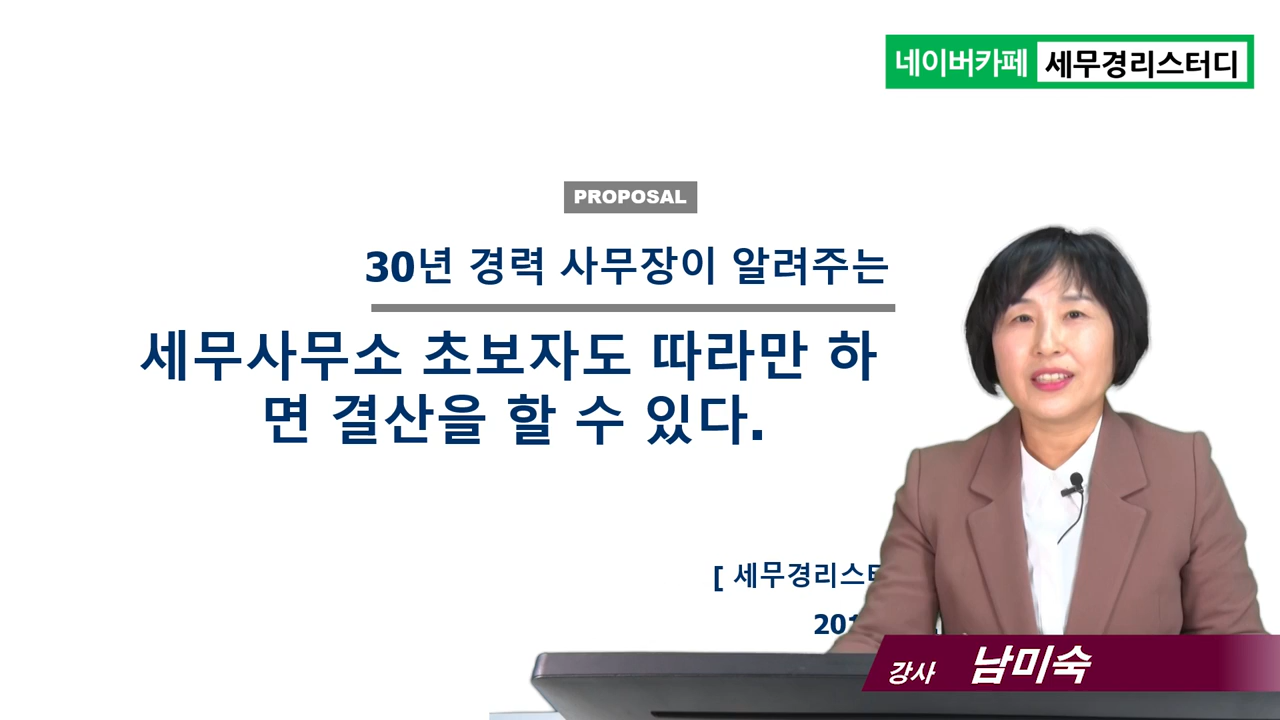 네이버카페 세무경리스터디
PROPOSAL
30년 경력 사무장이 알려주는
세무사무소 초보자도 따라만 하
면 결산을 할 수 있다.
[ 세무경리스터
강사 남미숙